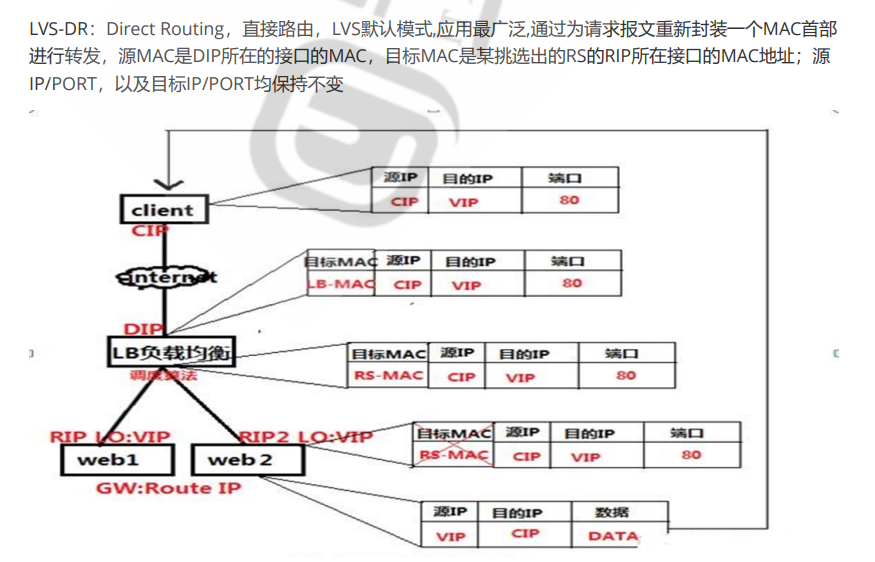 LVS-DR：Direct Routing，直接路由，LVS默认模式,应用最广泛,通过为请求报文重新封装一个MAC首部
进行转发，源MAC是DIP所在的接口的MAC，目标MAC是某挑选出的RS的RIP所在接口的MAC地址；源
IP/PORT，以及目标IP/PORT均保持不变
源IP 目的IP 端口
CIP VIP 80
client
CIP
internet
目标MAC 源IP 目的IP 端口
LB-MAC CIP VIP 80
DIP
LB负载均衡
调度算法
目标MAC 源IP 目的IP 端口
RS-MAC CIP VIP 80
RIP LO:VIP RIP2 LO:VIP
web1 web2
GW:Route IP
目标MAC 源IP 目的IP 端口
RS-MAC CIP VIP 80
源IP 目的IP 数据
VIP CIP DATA